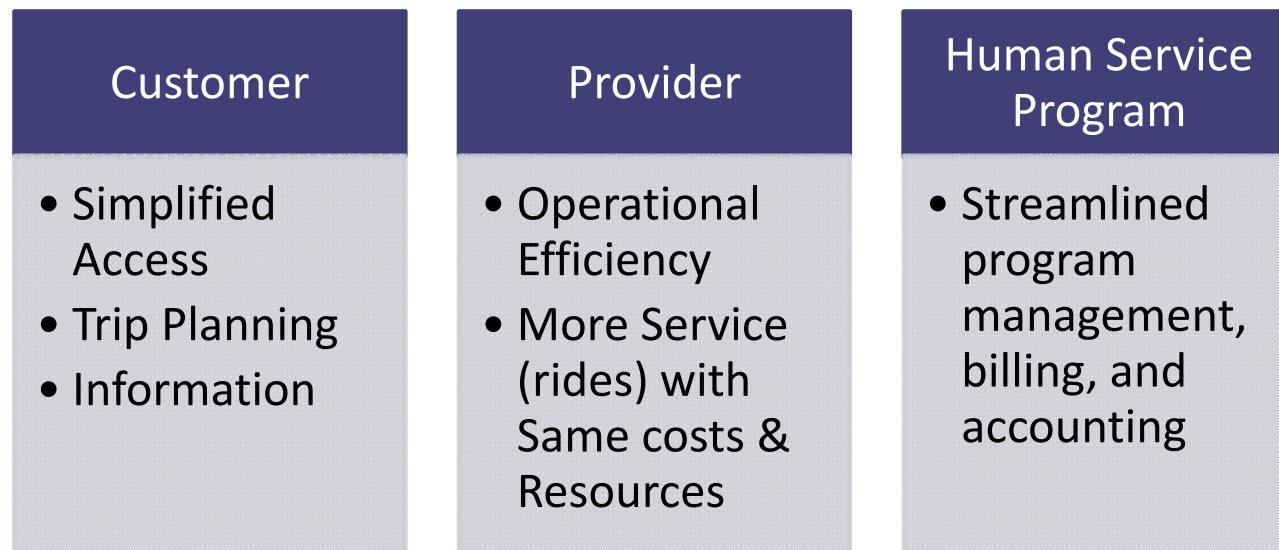 Customer
• Simplified
Access
• Trip Planning
• Information
Provider
• Operational
Efficiency
• More Service
(rides) with
Same costs &
Resources
Human Service
Program
• Streamlined
program
management,
billing, and
accounting